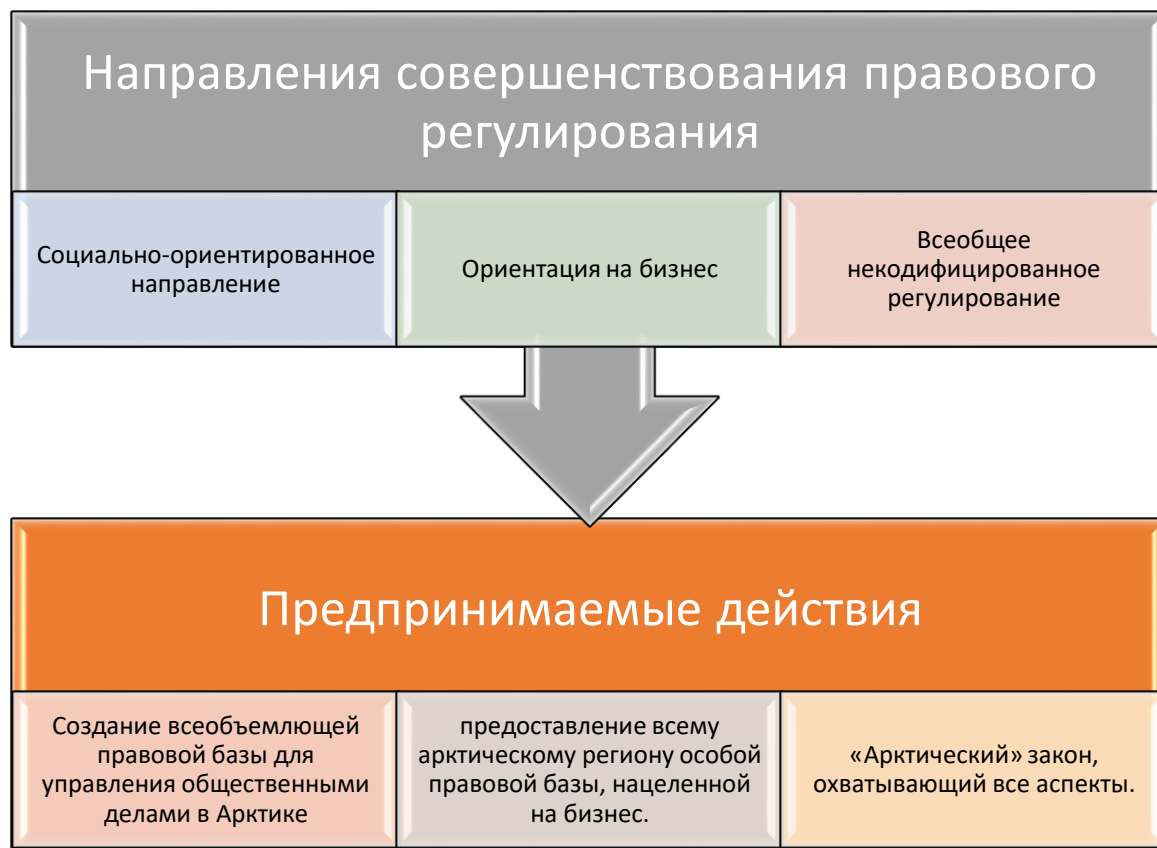 Направления совершенствования правового
регулирования
Социально-ориентированное
направление
Ориентация на бизнес
Всеобщее
некодифицированное
регулирование
Предпринимаемые действия
Создание всеобъемлющей
правовой базы для
управления общественными
делами в Арктике
предоставление всему
арктическому региону особой
правовой базы, нацеленной
на бизнес.
«Арктический» закон,
охватывающий все аспекты.